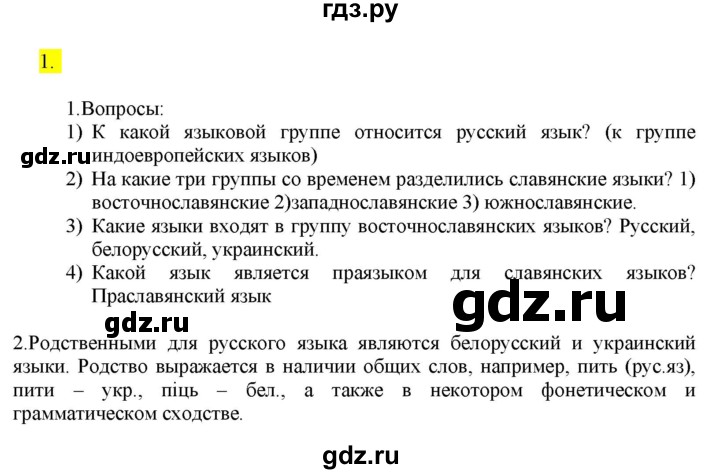 гдз.ру
1.
1.Вопросы:
1) К какой языковой группе относится русский язык? (к группе
индоевропейских языков)
gdz.ru
2) На какие три группы со временем разделились славянские языки? 1)
восточнославянские 2)западнославянские 3) южнославянские.
3) Какие языки входят в группу восточнославянских языков? Русский,
белорусский, украинский.
4) Какой язык является праязыком для славянских языков?
Праславянский язык
gdz.ru
gdz.ru
2.Родственными для русского языка являются белорусский и украинский
языки. Родство выражается в наличии общих слов, например, пить (рус.яз),
пити – укр., піць – бел., а также в некотором фонетическом и
грамматическом сходстве.
gdz.ru